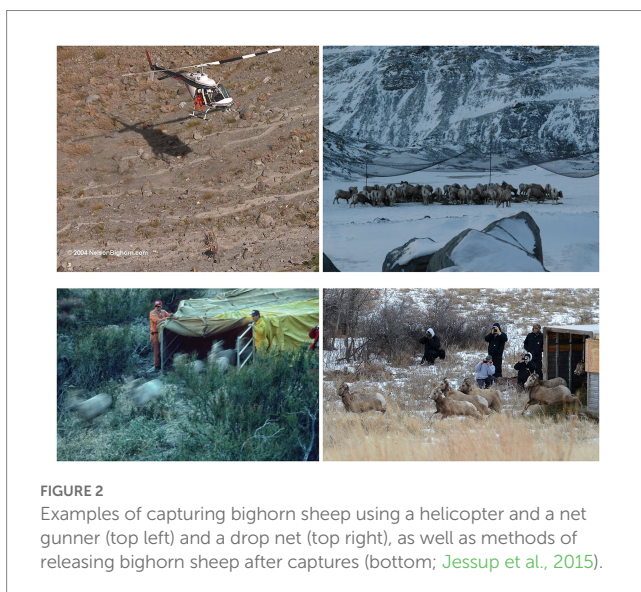 © 2004 NelsonBighorn.com
FIGURE 2
Examples of capturing bighorn sheep using a helicopter and a net
gunner (top left) and a drop net (top right), as well as methods of
releasing bighorn sheep after captures (bottom; Jessup et al., 2015).